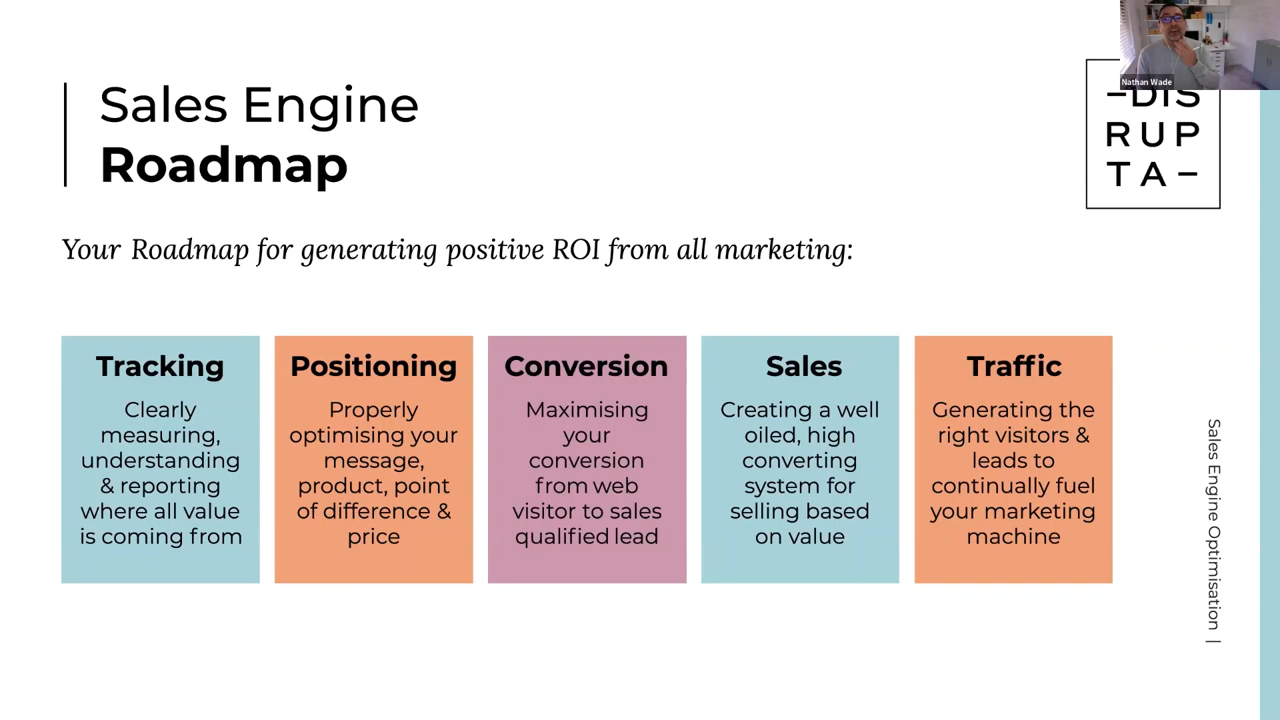 Nathan Wade
Sales Engine
Roadmap
–DIS
RUP
TA–
Your Roadmap for generating positive ROI from all marketing:
Tracking
Clearly
measuring,
understanding
& reporting
where all value
is coming from
Positioning
Properly
optimising your
message,
product, point
of difference &
price
Conversion
Maximising
your
conversion
from web
visitor to sales
qualified lead
Sales
Creating a well
oiled, high
converting
system for
selling based
on value
Traffic
Generating the
right visitors &
leads to
continually fuel
your marketing
machine
Sales Engine Optimisation |